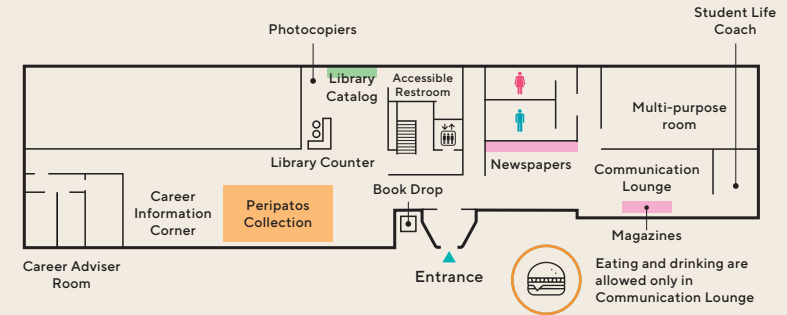 Student Life
Coach
Photocopiers
Library
Catalog
Accessible
Restroom
Multi-purpose
room
Library Counter
Newspapers
Communication
Lounge
Book Drop
Career
Information
Corner
Peripatos
Collection
Magazines
Career Adviser
Room
Entrance
Eating and drinking are
allowed only in
Communication Lounge